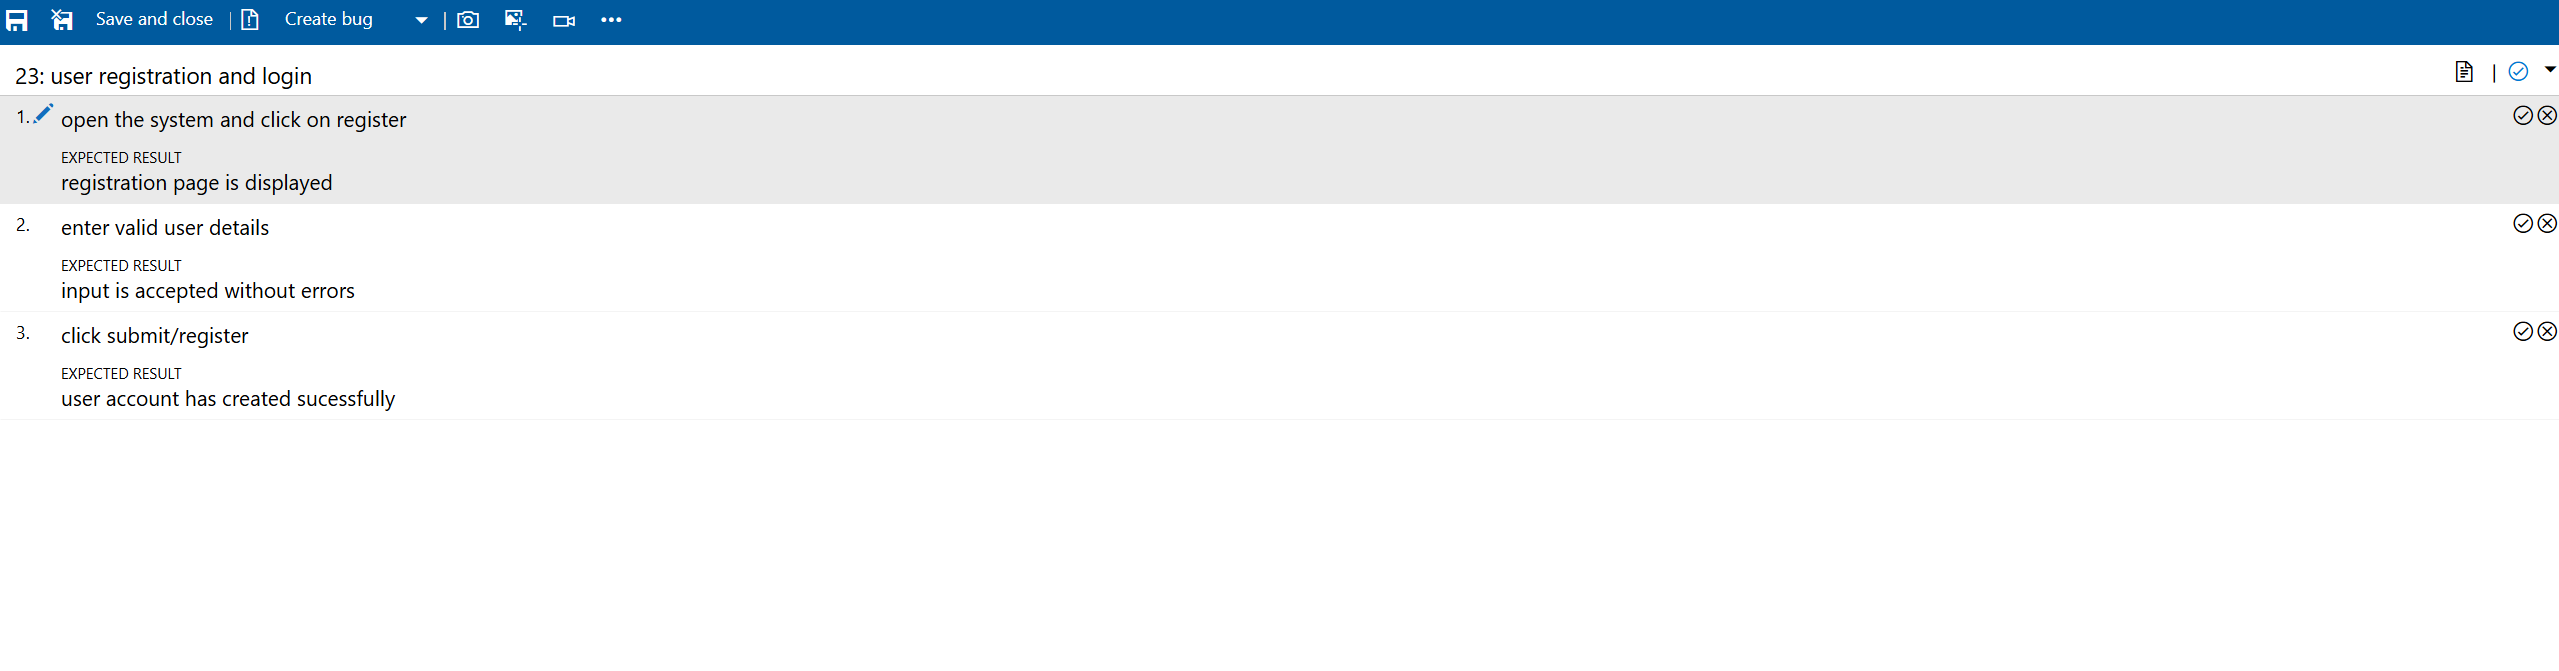 Save and close | Create bug
23: user registration and login
1. open the system and click on register
EXPECTED RESULT
registration page is displayed
2. enter valid user details
EXPECTED RESULT
input is accepted without errors
3. click submit/register
EXPECTED RESULT
user account has created sucessfully